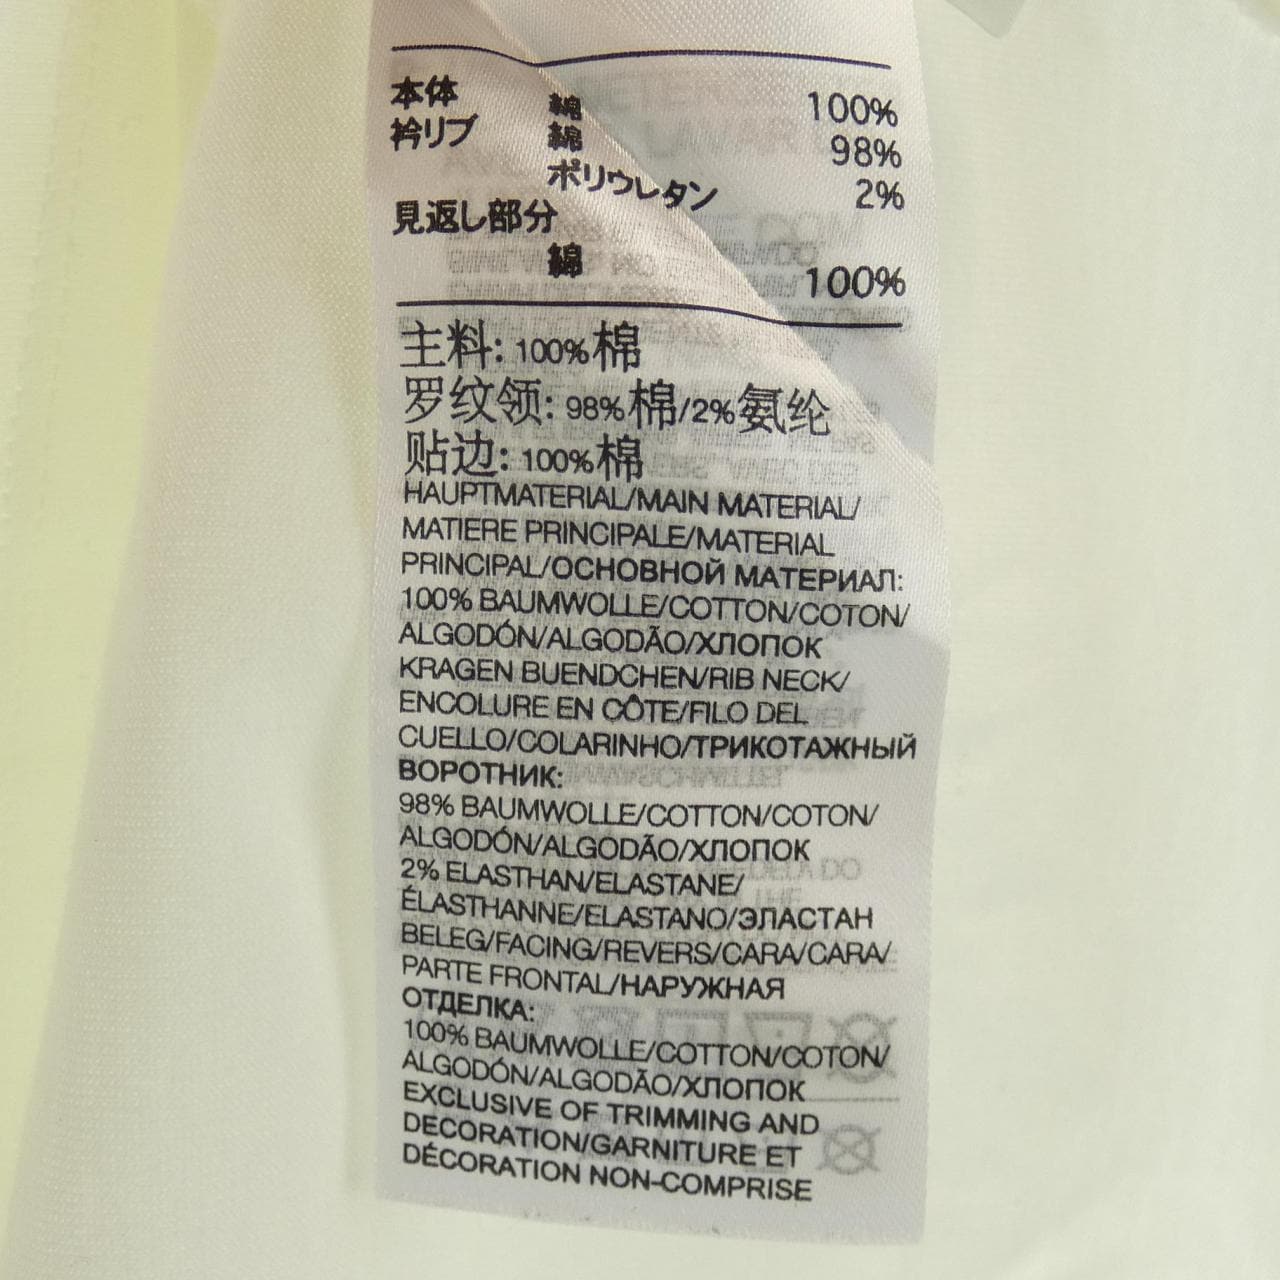 本体 綿 100%
衿リブ 綿 98%
ポリウレタン 2%
見返し部分
綿 100%
主料: 100%棉
罗纹领: 98%棉/2%氨纶
贴边: 100%棉
HAUPTMATERIAL/MAIN MATERIAL/
MATIERE PRINCIPALE/MATERIAL
PRINCIPAL/ОСНОВНОЙ МАТЕРИАЛ:
100% BAUMWOLLE/COTTON/COTON/
ALGODÓN/ALGODÃO/ХЛОПОК
KRAGEN BUENDCHEN/RIB NECK/
ENCOLURE EN CÔTE/FILO DEL
CUELLO/COLARINHO/ТРИКОТАЖНЫЙ
ВОРОТНИК:
98% BAUMWOLLE/COTTON/COTON/
ALGODÓN/ALGODÃO/ХЛОПОК
2% ELASTHAN/ELASTANE/
ÉLASTHANNE/ELASTANO/ЭЛАСТАН
BELEG/FACING/REVERS/CARA/CARA/
PARTE FRONTAL/НАРУЖНАЯ
ОТДЕЛКА:
100% BAUMWOLLE/COTTON/COTON/
ALGODÓN/ALGODÃO/ХЛОПОК
EXCLUSIVE OF TRIMMING AND
DECORATION/GARNITURE ET
DÉCORATION NON-COMPRISE